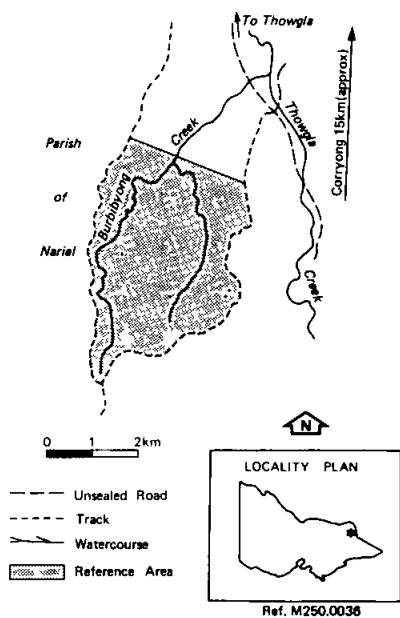 To Thowgla
Thowgla
Creek
Corryong 15km(approx)
Creek
Burbibyong
Parish
of
Nariel
N
0 1 2km
Unsealed Road
Track
Watercourse
Reference Area
LOCALITY PLAN
Ref. M250.0036